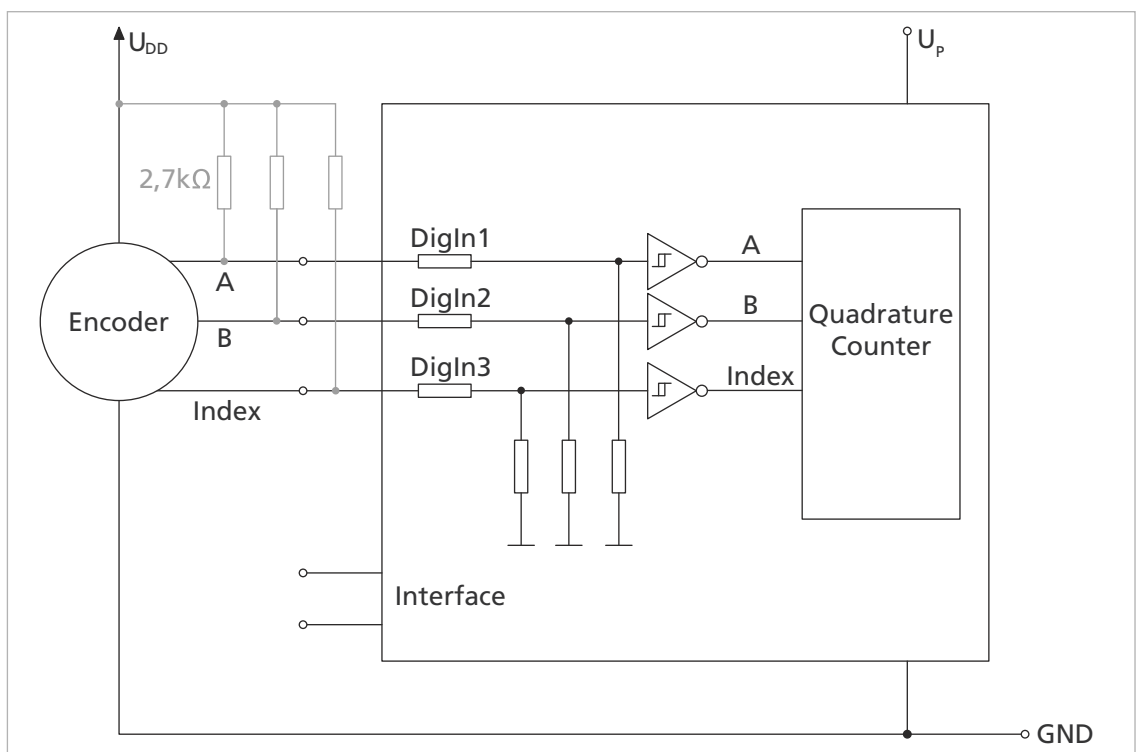 U_DD
U_P
2,7kΩ
DigIn1
A
A
DigIn2
B
B
Encoder
Quadrature
Counter
DigIn3
Index
Index
Interface
GND